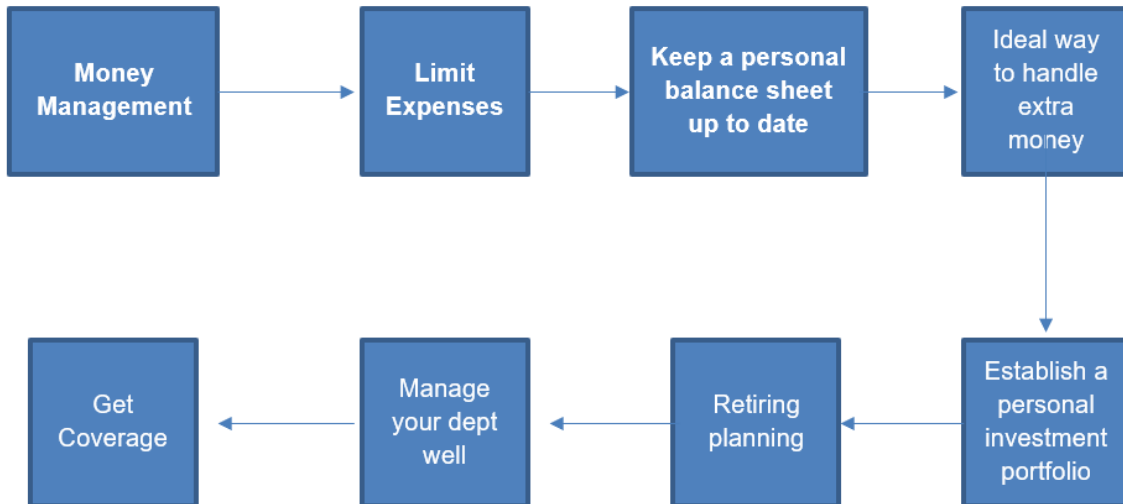 Money
Management
Limit
Expenses
Keep a personal
balance sheet
up to date
Ideal way
to handle
extra
money
Establish a
personal
investment
portfolio
Retiring
planning
Manage
your dept
well
Get
Coverage